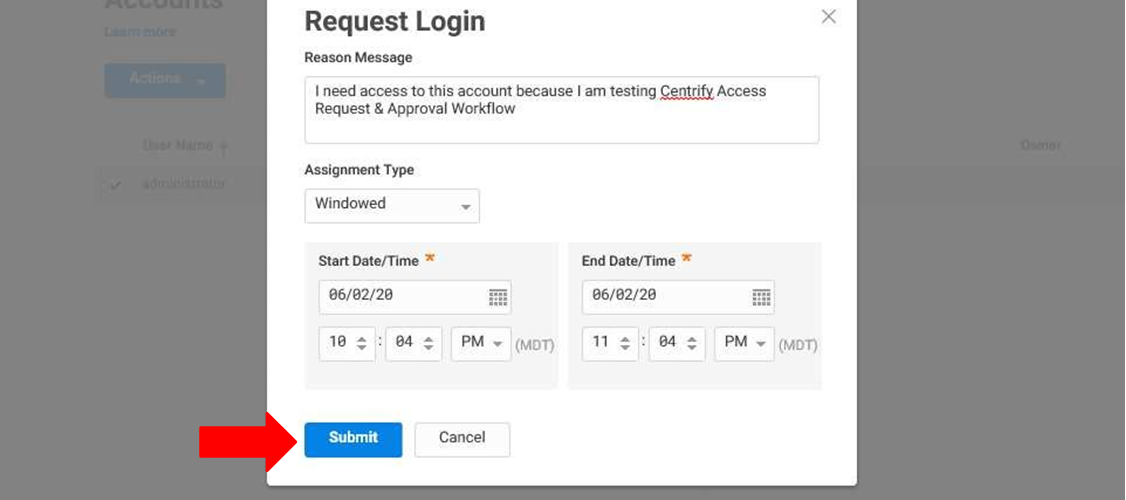 Accounts
Request Login
Learn more
Reason Message
Actions
I need access to this account because I am testing Centrify Access
Request & Approval Workflow
User Name
Owner
Assignment Type
administrator
Windowed
Start Date/Time *
End Date/Time *
06/02/20
06/02/20
10 : 04 PM (MDT)
11 : 04 PM (MDT)
Submit
Cancel